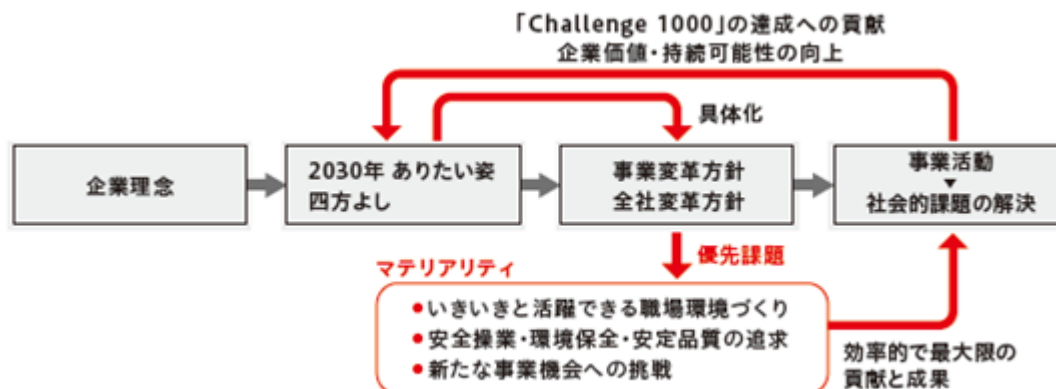 「Challenge 1000」の達成への貢献
企業価値・持続可能性の向上
具体化
企業理念
2030年 ありたい姿
四方よし
事業変革方針
全社変革方針
事業活動
▼
社会的課題の解決
優先課題
マテリアリティ
●いきいきと活躍できる職場環境づくり
●安全操業・環境保全・安定品質の追求
●新たな事業機会への挑戦
効率的で最大限の
貢献と成果